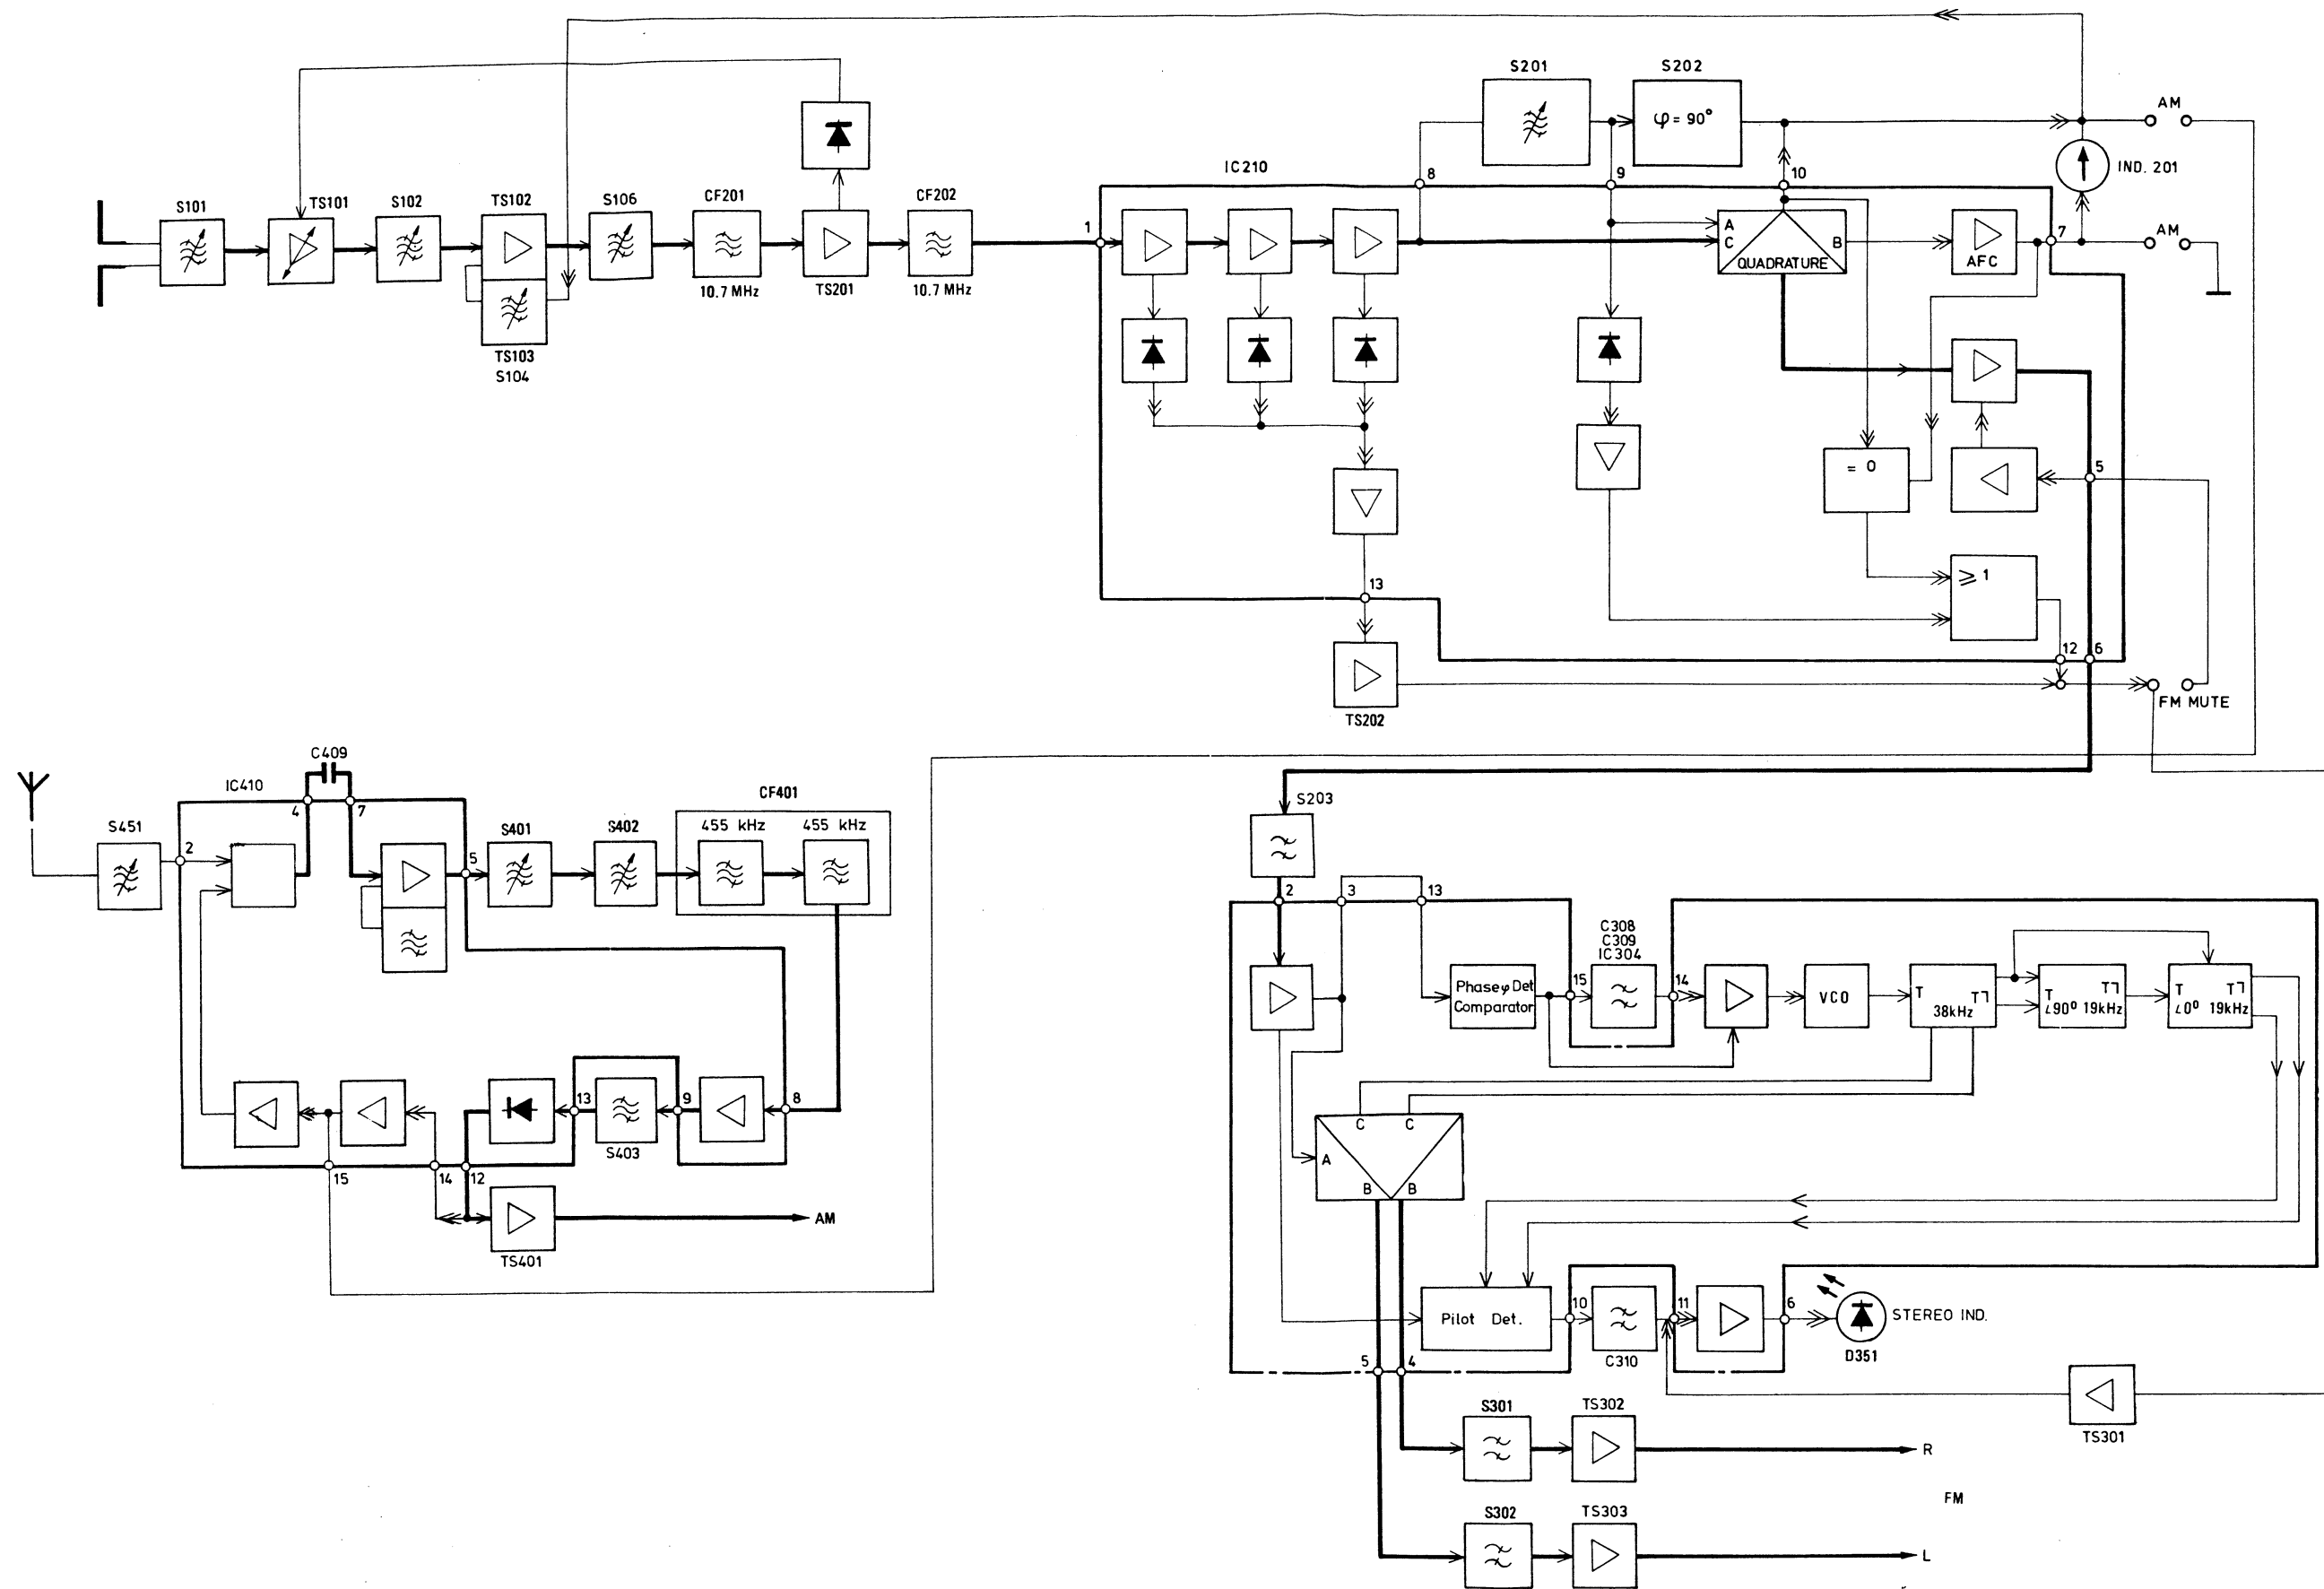 S201
S202
AM
φ = 90°
IC210
8
9
10
IND. 201
S101
TS101
S102
TS102
S106
CF201
CF202
1
A
C
B
QUADRATURE
AFC
7
AM
10.7 MHz
TS201
10.7 MHz
TS103
S104
= 0
5
13
≥ 1
12
6
TS202
FM MUTE
C409
IC410
4
7
CF401
S203
S451
2
S401
S402
455 kHz
455 kHz
5
2
3
13
C308
C309
IC304
Phase φ Det
Comparator
15
14
VCO
T
T˥
38kHz
T
T˥
∠90° 19kHz
T
T˥
∠0° 19kHz
13
9
8
S403
C
C
A
B
B
15
14
12
AM
TS401
Pilot Det.
10
11
6
STEREO IND.
C310
D351
5
4
S301
TS302
TS301
R
FM
S302
TS303
L